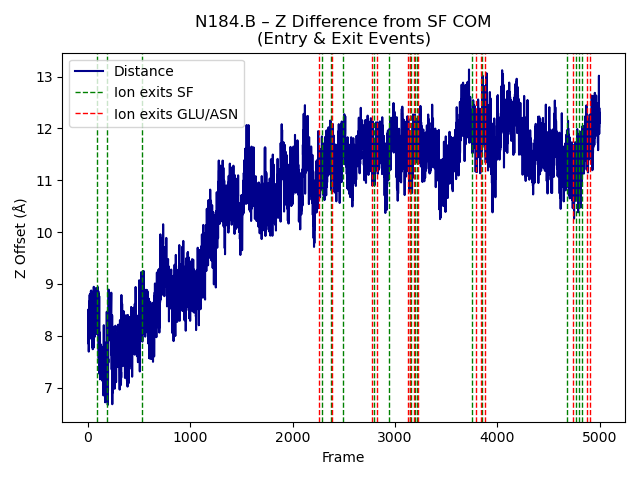 N184.B – Z Difference from SF COM
(Entry & Exit Events)
Distance
Ion exits SF
Ion exits GLU/ASN
Z Offset (Å)
13
12
11
10
9
8
7
0
1000
2000
3000
4000
5000
Frame